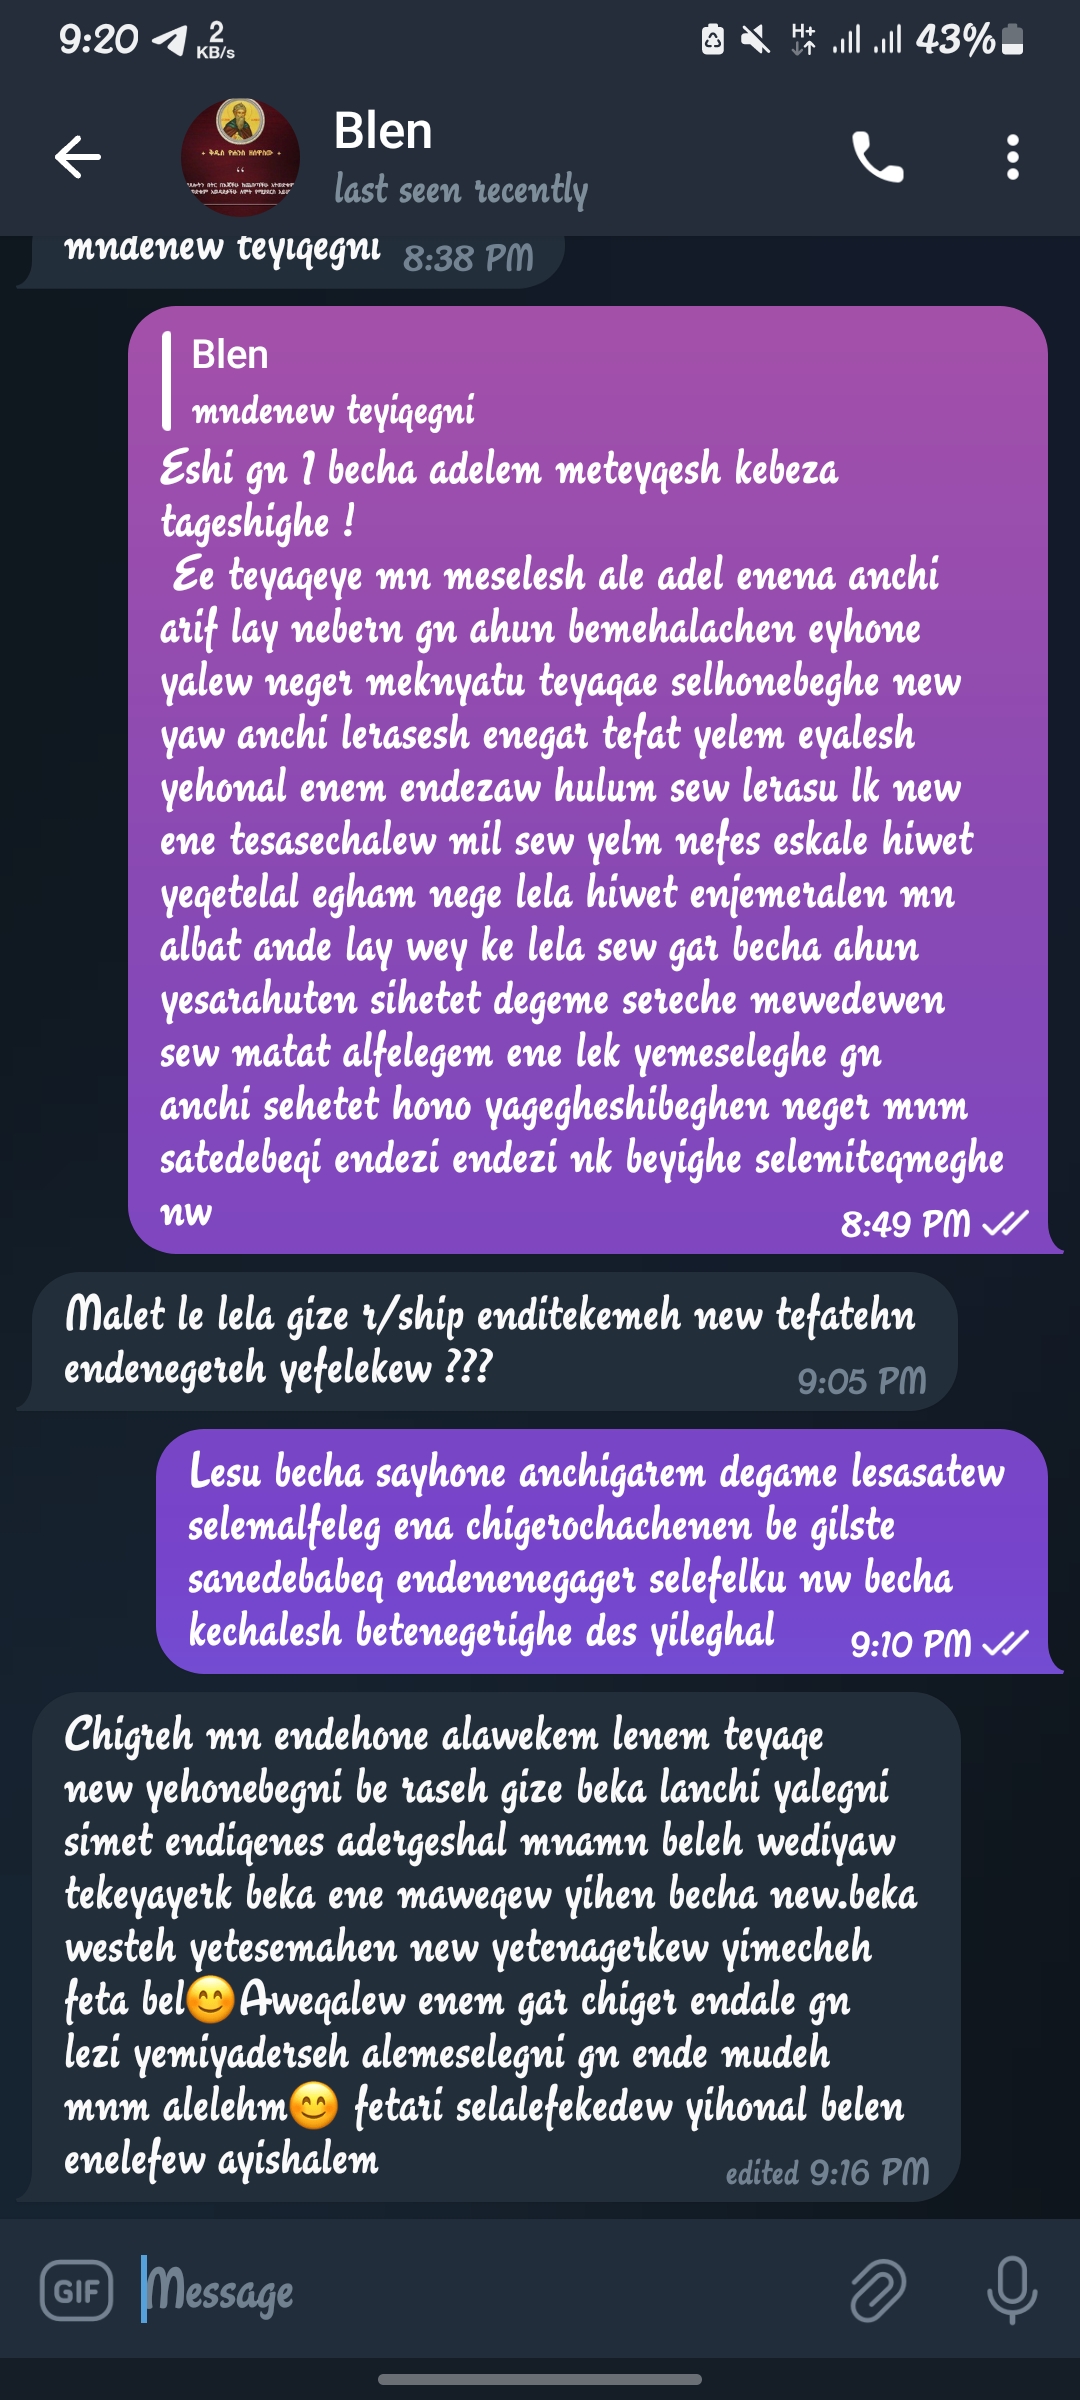 9:20
2
KB/s
H+
43%
Blen
last seen recently
mndenew teyiqegni 8:38 PM
Blen
mndenew teyiqegni
Eshi gn 1 becha adelem meteyqesh kebeza
tageshighe !
Ee teyaqeye mn meselesh ale adel enena anchi
arif lay nebern gn ahun bemehalachen eyhone
yalew neger meknyatu teyaqae selhonebeghe new
yaw anchi lerasesh enegar tefat yelem eyalesh
yehonal enem endezaw hulum sew lerasu lk new
ene tesasechalew mil sew yelm nefes eskale hiwet
yeqetelal egham nege lela hiwet enjemeralen mn
albat ande lay wey ke lela sew gar becha ahun
yesarahuten sihetet degeme sereche mewedewen
sew matat alfelegem ene lek yemeseleghe gn
anchi sehetet hono yagegheshibeghen neger mnm
satedebeqi endezi endezi nk beyighe selemiteqmeghe
nw
8:49 PM
Malet le lela gize r/ship enditekemeh new tefatehn
endenegereh yefelekew ???
9:05 PM
Lesu becha sayhone anchigarem degame lesasatew
selemalfeleg ena chigerochachenen be gilste
sanedebabeq endenenegager selefelku nw becha
kechalesh betenegerighe des yileghal
9:10 PM
Chigreh mn endehone alawekem lenem teyaqe
new yehonebegni be raseh gize beka lanchi yalegni
simet endiqenes adergeshal mnamn beleh wediyaw
tekeyayerk beka ene maweqew yihen becha new.beka
westeh yetesemahen new yetenagerkew yimecheh
feta bel😊Aweqalew enem gar chiger endale gn
lezi yemiyaderseh alemeselegni gn ende mudeh
mnm alelehm😊 fetari selalefekedew yihonal belen
enelefew ayishalem
edited 9:16 PM
GIF
Message